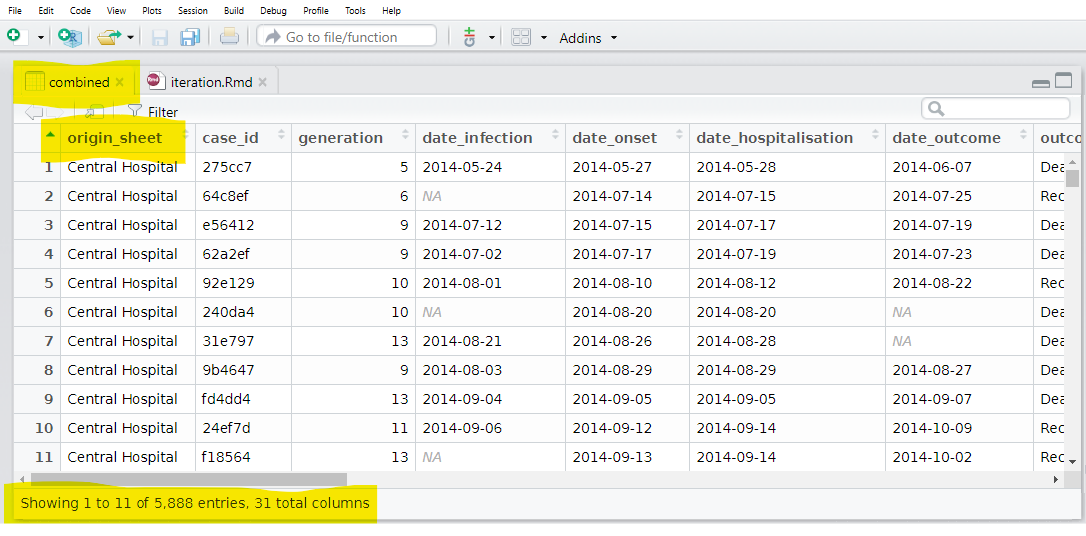 File Edit Code View Plots Session Build Debug Profile Tools Help
Go to file/function Addins
combined iteration.Rmd
Filter
origin_sheet case_id generation date_infection date_onset date_hospitalisation date_outcome outco
1 Central Hospital 275cc7 5 2014-05-24 2014-05-27 2014-05-28 2014-06-07 Dea
2 Central Hospital 64c8ef 6 NA 2014-07-14 2014-07-15 2014-07-25 Rec
3 Central Hospital e56412 9 2014-07-12 2014-07-15 2014-07-17 2014-07-19 Dea
4 Central Hospital 62a2ef 9 2014-07-02 2014-07-17 2014-07-19 2014-07-23 Dea
5 Central Hospital 92e129 10 2014-08-01 2014-08-10 2014-08-12 2014-08-22 Rec
6 Central Hospital 240da4 10 NA 2014-08-20 2014-08-20 NA Dea
7 Central Hospital 31e797 13 2014-08-21 2014-08-26 2014-08-28 NA Dea
8 Central Hospital 9b4647 9 2014-08-03 2014-08-29 2014-08-29 2014-08-27 Dea
9 Central Hospital fd4dd4 13 2014-09-04 2014-09-05 2014-09-05 2014-09-07 Dea
10 Central Hospital 24ef7d 11 2014-09-06 2014-09-12 2014-09-14 2014-10-09 Rec
11 Central Hospital f18564 13 NA 2014-09-13 2014-09-14 2014-10-02 Rec
Showing 1 to 11 of 5,888 entries, 31 total columns